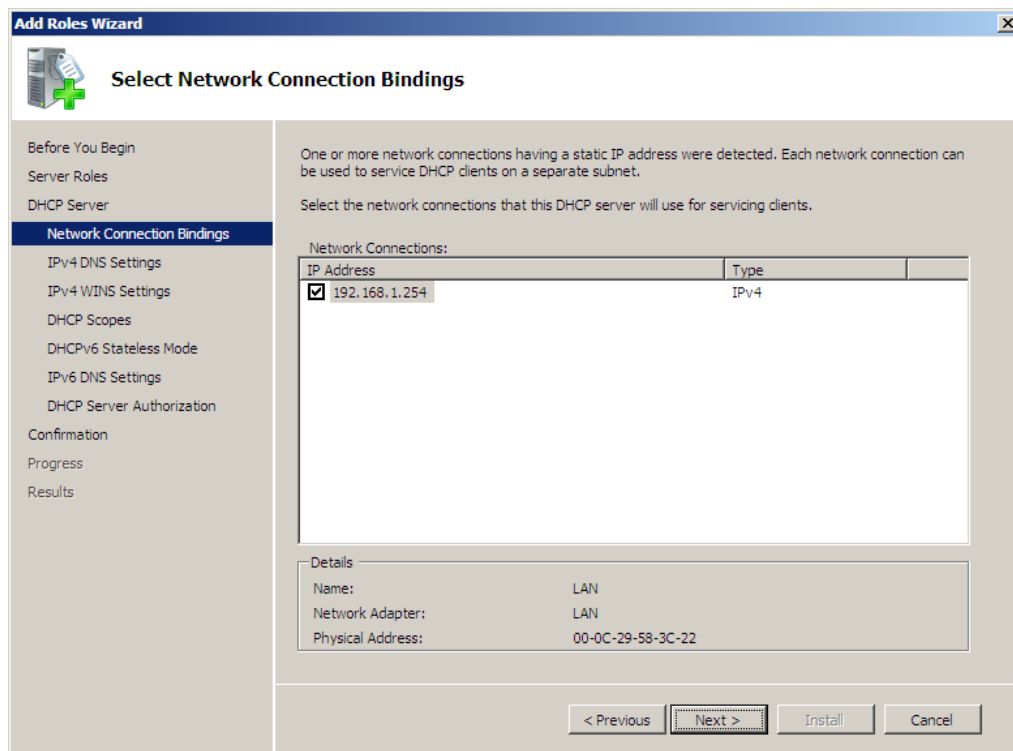 Add Roles Wizard
Select Network Connection Bindings
Before You Begin
Server Roles
DHCP Server
Network Connection Bindings
IPv4 DNS Settings
IPv4 WINS Settings
DHCP Scopes
DHCPv6 Stateless Mode
IPv6 DNS Settings
DHCP Server Authorization
Confirmation
Progress
Results
One or more network connections having a static IP address were detected. Each network connection can
be used to service DHCP clients on a separate subnet.
Select the network connections that this DHCP server will use for servicing clients.
Network Connections:
IP Address Type
192.168.1.254 IPv4
Details
Name: LAN
Network Adapter: LAN
Physical Address: 00-0C-29-58-3C-22
< Previous Next > Install Cancel